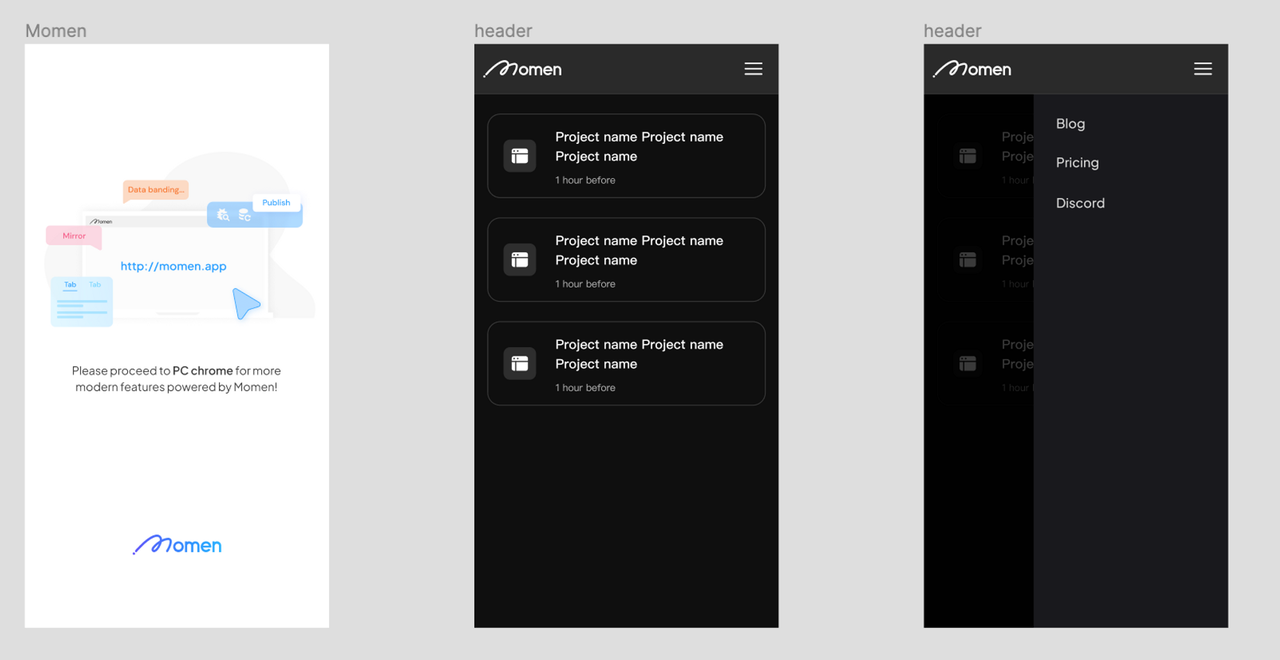 Momen
Data banding...
Publish
Momen
Mirror
http://momen.app
Tab Tab
Please proceed to PC chrome for more
modern features powered by Momen!
Momen
header
Momen
Project name Project name
Project name
1 hour before
Project name Project name
Project name
1 hour before
Project name Project name
Project name
1 hour before
header
Momen
Blog
Pricing
Discord
Proje
Proje
1 hour
Proje
Proje
1 hour
Proje
Proje
1 hour